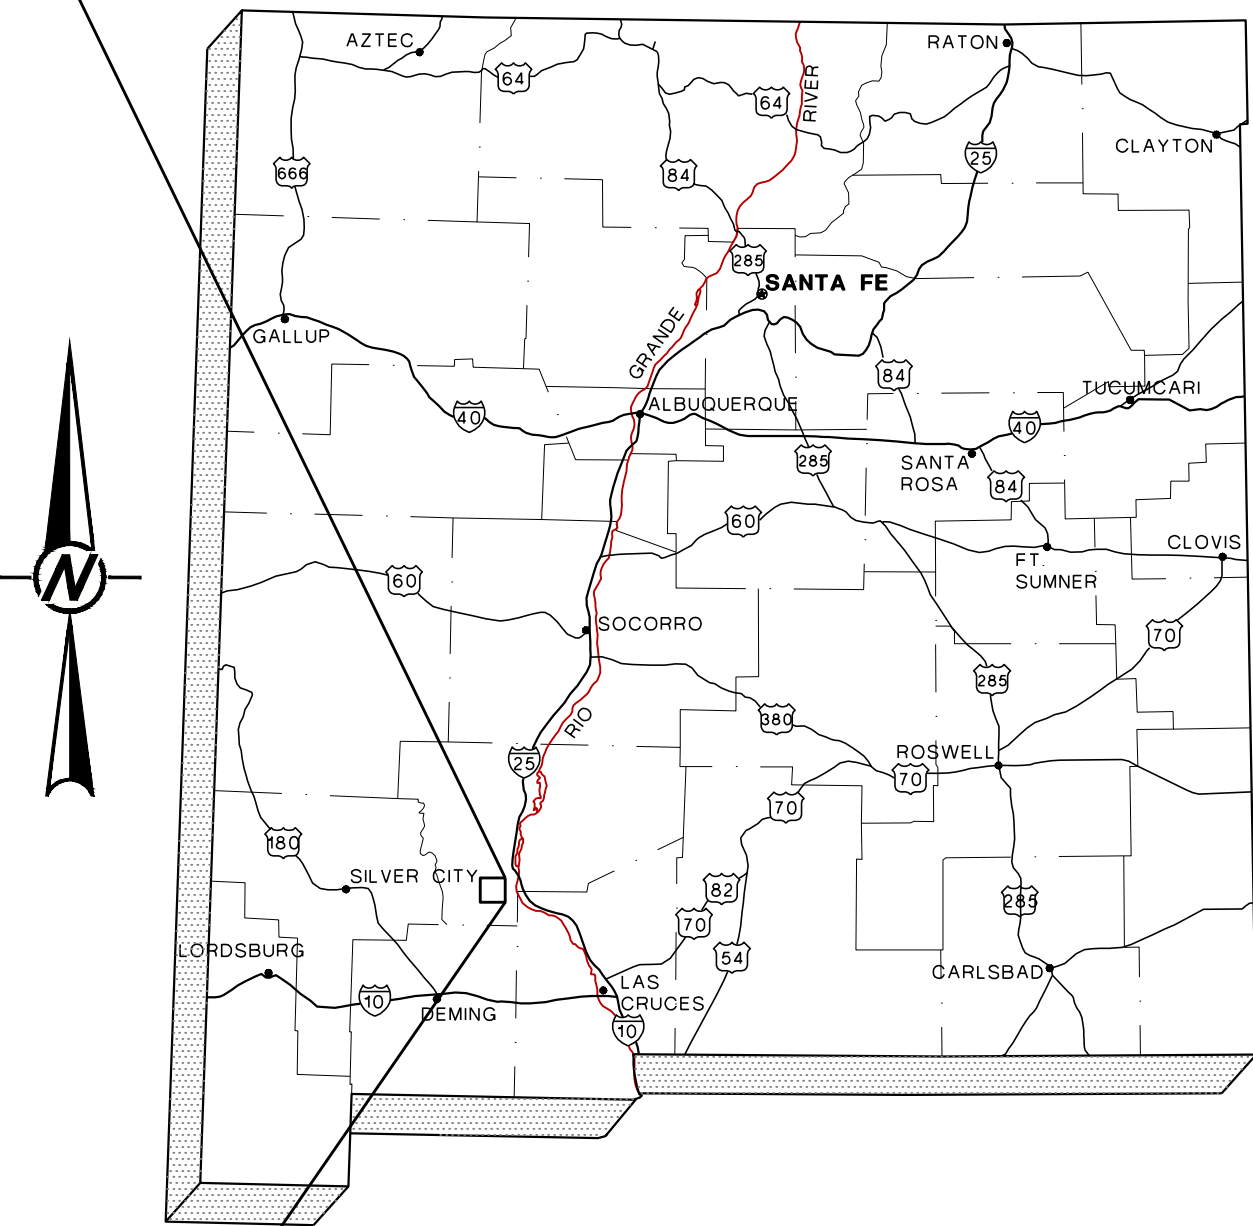 AZTEC
RATON
64
64
RIVER
CLAYTON
25
666
84
285
SANTA FE
GALLUP
GRANDE
84
TUCUMCARI
ALBUQUERQUE
40
40
285
SANTA
ROSA
84
60
CLOVIS
FT.
SUMNER
60
SOCORRO
70
285
RIO
380
25
ROSWELL
70
70
180
SILVER CITY
82
285
70
LORDSBURG
54
CARLSBAD
LAS
CRUCES
10
DEMING
10
N